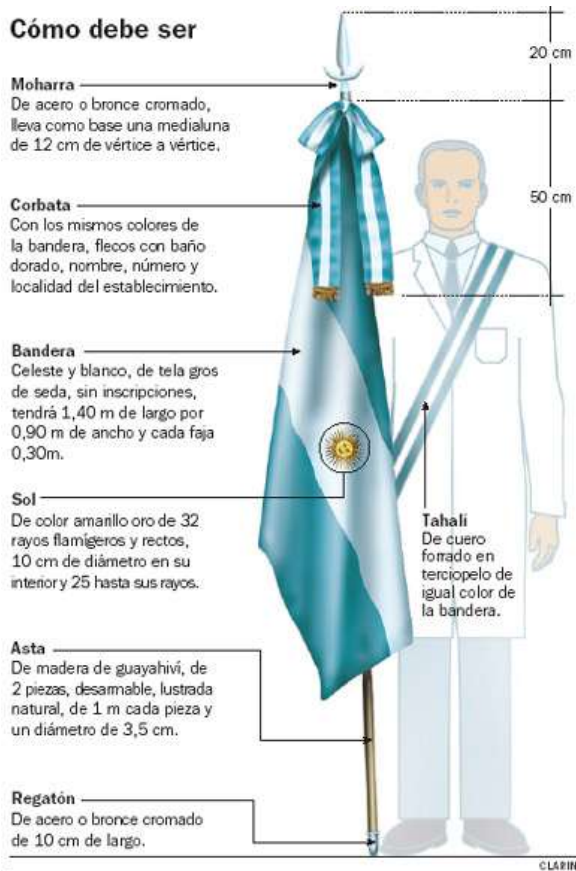 Cómo debe ser
20 cm
Moharra
De acero o bronce cromado,
lleva como base una medialuna
de 12 cm de vértice a vértice.
50 cm
Corbata
Con los mismos colores de
la bandera, flecos con baño
dorado, nombre, número y
localidad del establecimiento.
Bandera
Celeste y blanco, de tela gros
de seda, sin inscripciones,
tendrá 1,40 m de largo por
0,90 m de ancho y cada faja
0,30m.
Sol
De color amarillo oro de 32
rayos flamígeros y rectos,
10 cm de diámetro en su
interior y 25 hasta sus rayos.
Tahalí
De cuero
forrado en
terciopelo de
igual color de
la bandera.
Asta
De madera de guayahiví, de
2 piezas, desarmable, lustrada
natural, de 1 m cada pieza y
un diámetro de 3,5 cm.
Regatón
De acero o bronce cromado
de 10 cm de largo.
CLARIN